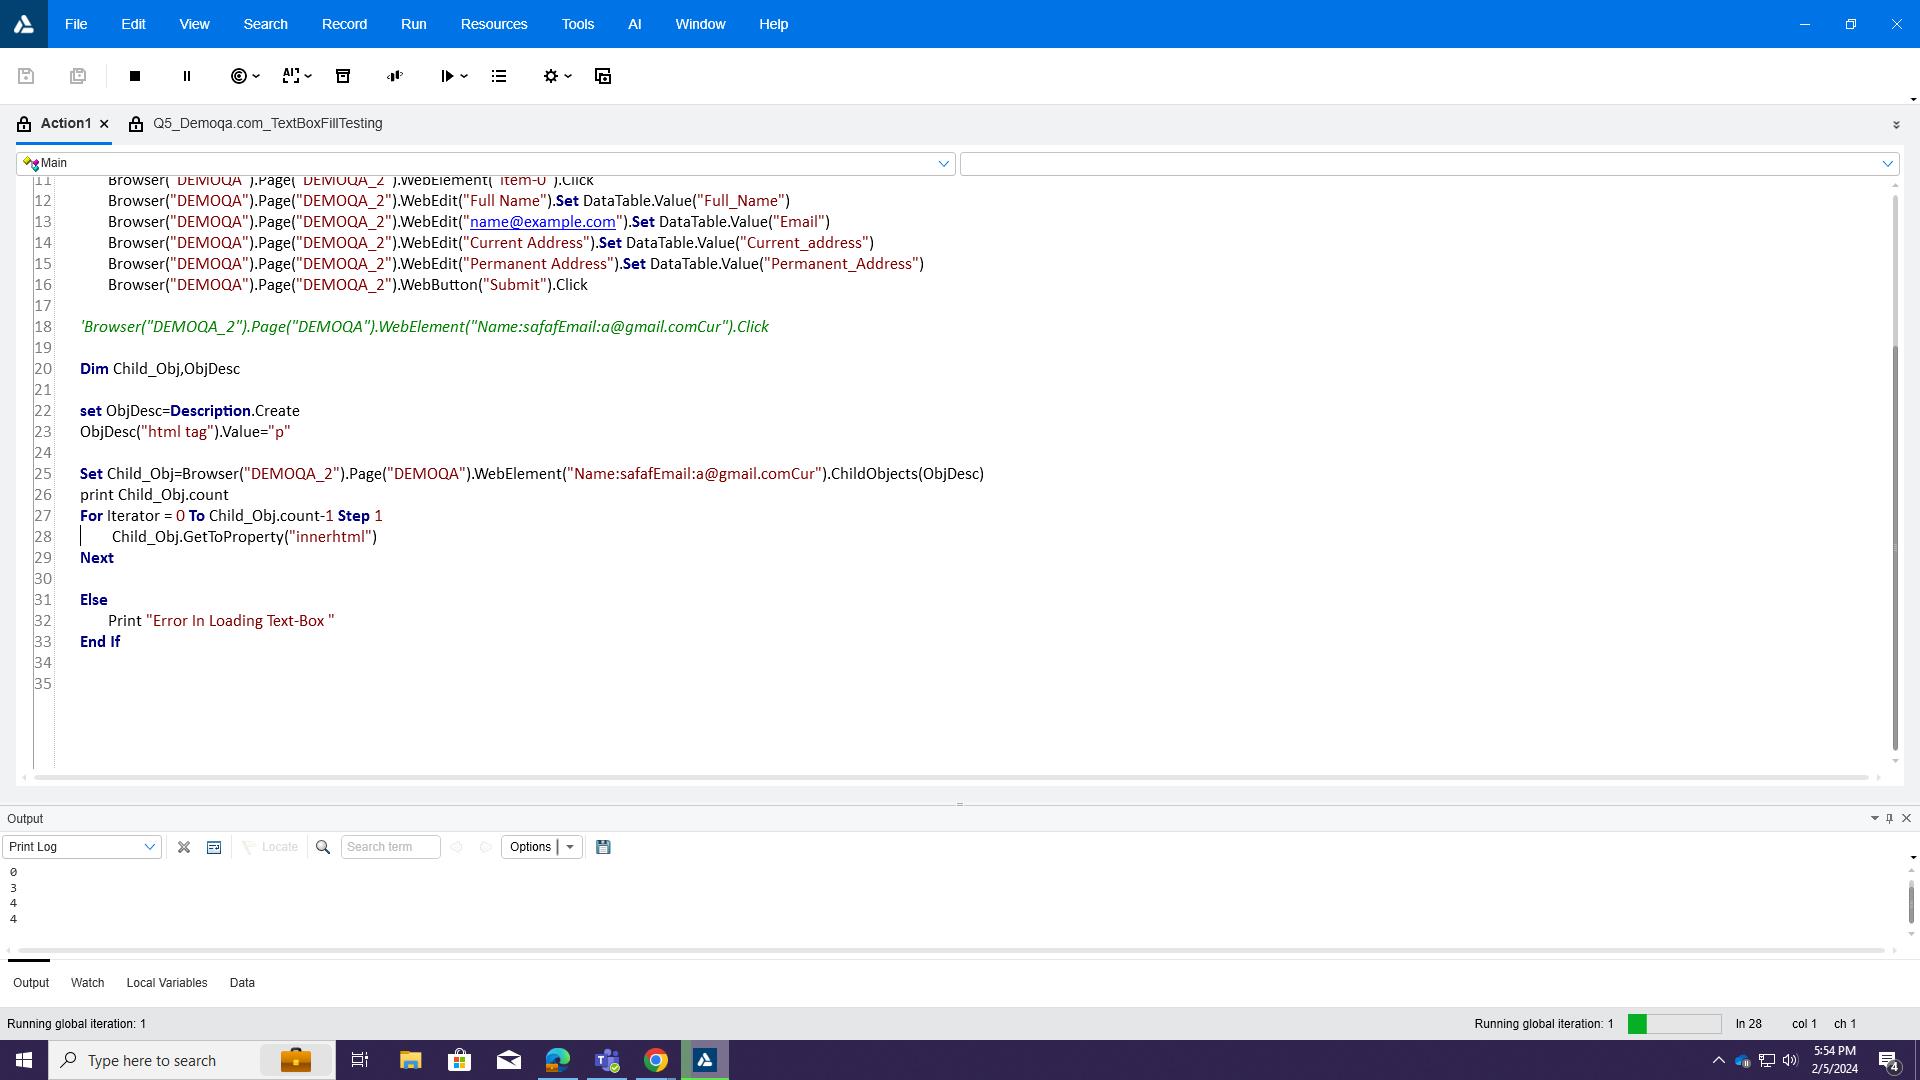 File Edit View Search Record Run Resources Tools AI Window Help
Action1 Q5_Demoqa.com_TextBoxFillTesting
Main
11 Browser("DEMOQA").Page("DEMOQA_2").WebElement("item-0").Click
12 Browser("DEMOQA").Page("DEMOQA_2").WebEdit("Full Name").Set DataTable.Value("Full_Name")
13 Browser("DEMOQA").Page("DEMOQA_2").WebEdit("name@example.com").Set DataTable.Value("Email")
14 Browser("DEMOQA").Page("DEMOQA_2").WebEdit("Current Address").Set DataTable.Value("Current_address")
15 Browser("DEMOQA").Page("DEMOQA_2").WebEdit("Permanent Address").Set DataTable.Value("Permanent_Address")
16 Browser("DEMOQA").Page("DEMOQA_2").WebButton("Submit").Click
17
18 'Browser("DEMOQA_2").Page("DEMOQA").WebElement("Name:safafEmail:a@gmail.comCur").Click
19
20 Dim Child_Obj,ObjDesc
21
22 set ObjDesc=Description.Create
23 ObjDesc("html tag").Value="p"
24
25 Set Child_Obj=Browser("DEMOQA_2").Page("DEMOQA").WebElement("Name:safafEmail:a@gmail.comCur").ChildObjects(ObjDesc)
26 print Child_Obj.count
27 For Iterator = 0 To Child_Obj.count-1 Step 1
28 Child_Obj.GetToProperty("innerhtml")
29 Next
30
31 Else
32 Print "Error In Loading Text-Box "
33 End If
34
35
Output
Print Log Locate Search term Options
0
3
4
4
Output Watch Local Variables Data
Running global iteration: 1 Running global iteration: 1 ln 28 col 1 ch 1
Type here to search 5:54 PM
2/5/2024 4